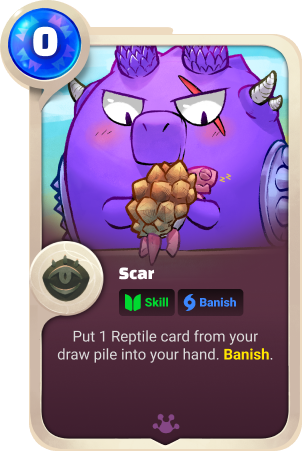 0
Scar
Skill Banish
Put 1 Reptile card from your
draw pile into your hand. Banish.